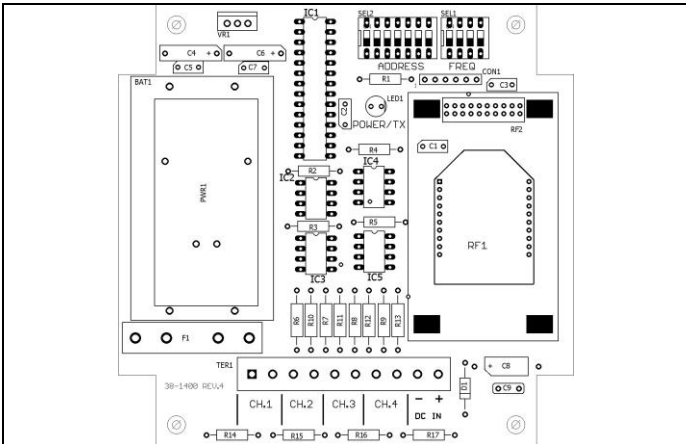 IC1
SEL2
SEL1
VR1
C4 +
C6 +
C5
C7
ADDRESS
FREQ
CON1
BAT1
R1
C3
LED1
C2
POWER/TX
RF2
R4
C1
IC4
R2
IC2
PWR1
R3
R5
RF1
IC3
IC5
R6
R10
R7
R11
R8
R12
R9
R13
F1
TER1
+ C8
C9
D1
38-1400 REV.4
CH.1
CH.2
CH.3
CH.4
- +
DC IN
R14
R15
R16
R17